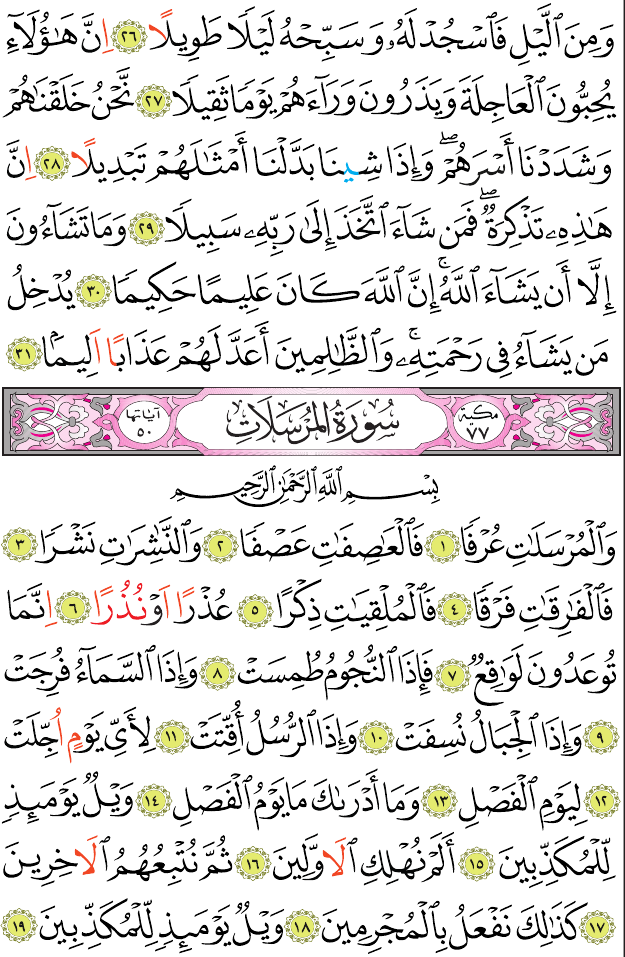 وَمِنَ ٱلَّيْلِ فَٱسْجُدْ لَهُۥ وَسَبِّحْهُ لَيْلًا طَوِيلًا ٢٦ اِنَّ هَٰؤُلَآءِ
يُحِبُّونَ ٱلْعَاجِلَةَ وَيَذَرُونَ وَرَآءَهُمْ يَوْمًا ثَقِيلًا ٢٧ نَّحْنُ خَلَقْنَٰهُمْ
وَشَدَدْنَا أَسْرَهُمْۖ وَإِذَا شِينَا بَدَّلْنَا أَمْثَٰلَهُمْ تَبْدِيلًا ٢٨ اِنَّ
هَٰذِهِۦ تَذْكِرَةٌۖ فَمَن شَآءَ ٱتَّخَذَ إِلَىٰ رَبِّهِۦ سَبِيلًا ٢٩ وَمَا تَشَآءُونَ
إِلَّا أَن يَشَآءَ ٱللَّهُۚ إِنَّ ٱللَّهَ كَانَ عَلِيمًا حَكِيمًا ٣٠ يُدْخِلُ
مَن يَشَآءُ فِي رَحْمَتِهِۦۚ وَٱلظَّٰلِمِينَ أَعَدَّ لَهُمْ عَذَابًا اَلِيمًۢا ٣١
مكية ٧٧ سُورَةُ المُرْسَلَاتِ آياتها ٥٠
بِسْمِ ٱللَّهِ ٱلرَّحْمَٰنِ ٱلرَّحِيمِ
وَٱلْمُرْسَلَٰتِ عُرْفًا ١ فَٱلْعَٰصِفَٰتِ عَصْفًا ٢ وَٱلنَّٰشِرَٰتِ نَشْرًا ٣
فَٱلْفَٰرِقَٰتِ فَرْقًا ٤ فَٱلْمُلْقِيَٰتِ ذِكْرًا ٥ عُذْرًا اَوْ نُذُرًا ٦ اِنَّمَا
تُوعَدُونَ لَوَٰقِعٌ ٧ فَإِذَا ٱلنُّجُومُ طُمِسَتْ ٨ وَإِذَا ٱلسَّمَآءُ فُرِجَتْ
٩ وَإِذَا ٱلْجِبَالُ نُسِفَتْ ١٠ وَإِذَا ٱلرُّسُلُ أُقِّتَتْ ١١ لِأَيِّ يَوْمٍ اُجِّلَتْ
١٢ لِيَوْمِ ٱلْفَصْلِ ١٣ وَمَا أَدْرَىٰكَ مَا يَوْمُ ٱلْفَصْلِ ١٤ وَيْلٌ يَوْمَئِذٍ
لِّلْمُكَذِّبِينَ ١٥ أَلَمْ نُهْلِكِ ٱلَاوَّلِينَ ١٦ ثُمَّ نُتْبِعُهُمُ ٱلَاخِرِينَ
١٧ كَذَٰلِكَ نَفْعَلُ بِٱلْمُجْرِمِينَ ١٨ وَيْلٌ يَوْمَئِذٍ لِّلْمُكَذِّبِينَ ١٩